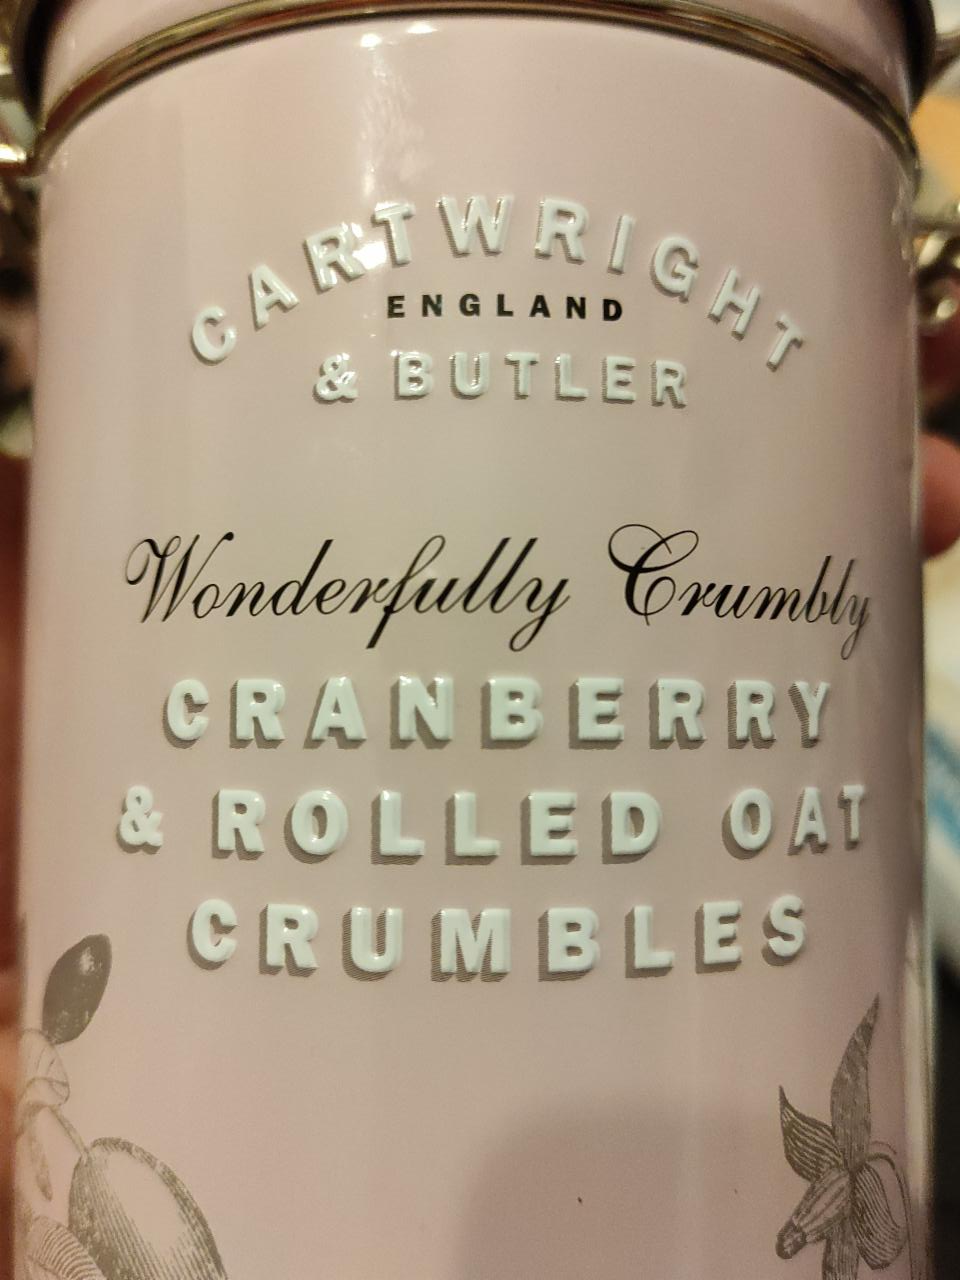 CARTWRIGHT
ENGLAND
& BUTLER
Wonderfully Crumbly
CRANBERRY
& ROLLED OAT
CRUMBLES